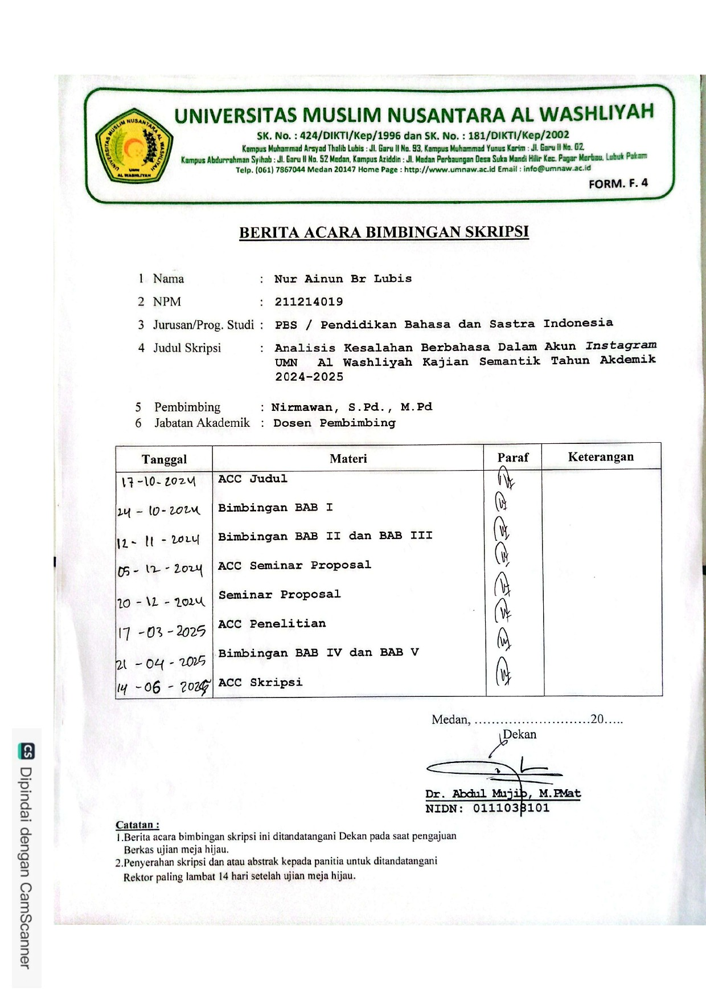 UNIVERSITAS MUSLIM NUSANTARA AL WASHLIYAH
SK. No. : 424/DIKTI/Kep/1996 dan SK. No. : 181/DIKTI/Kep/2002
Kampus Muhammad Arsyad Thalib Lubis : Jl. Garu II No. 93, Kampus Muhammad Yunus Karim : Jl. Garu II No. 02,
Kampus Abdurrahman Syihab : Jl. Garu II No. 52 Medan, Kampus Aziddin : Jl. Medan Perbaungan Desa Suka Mandi Hilir Kec. Pagar Merbau, Lubuk Pakam
Telp. (061) 7867044 Medan 20147 Home Page : http://www.umnaw.ac.id Email : info@umnaw.ac.id
FORM. F. 4
UNIVERSITAS MUSLIM NUSANTARA AL WASHLIYAH
UMN
AL WASHLIYAH
BERITA ACARA BIMBINGAN SKRIPSI
1 Nama : Nur Ainun Br Lubis
2 NPM : 211214019
3 Jurusan/Prog. Studi : PBS / Pendidikan Bahasa dan Sastra Indonesia
4 Judul Skripsi : Analisis Kesalahan Berbahasa Dalam Akun Instagram
UMN Al Washliyah Kajian Semantik Tahun Akdemik
2024-2025
5 Pembimbing : Nirmawan, S.Pd., M.Pd
6 Jabatan Akademik : Dosen Pembimbing
Tanggal Materi Paraf Keterangan
17-10-2024 ACC Judul
24 - 10-2024 Bimbingan BAB I
12- 11 - 2024 Bimbingan BAB II dan BAB III
05- 12 - 2024 ACC Seminar Proposal
20 - 12 - 2024 Seminar Proposal
17 -03 -2025 ACC Penelitian
21 - 04 - 2025 Bimbingan BAB IV dan BAB V
14 -06 - 2025 ACC Skripsi
Medan, ...........................20.....
Dekan
Dr. Abdul Mujib, M.PMat
NIDN: 0111038101
Catatan :
1.Berita acara bimbingan skripsi ini ditandatangani Dekan pada saat pengajuan
Berkas ujian meja hijau.
2.Penyerahan skripsi dan atau abstrak kepada panitia untuk ditandatangani
Rektor paling lambat 14 hari setelah ujian meja hijau.
CS Dipindai dengan CamScanner